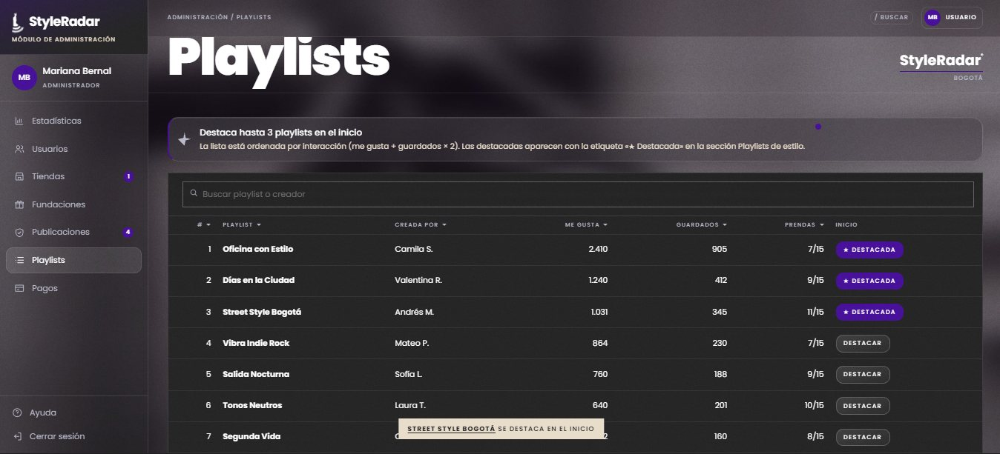 StyleRadar
MÓDULO DE ADMINISTRACIÓN
MB
Mariana Bernal
ADMINISTRADOR
Estadísticas
Usuarios
Tiendas 1
Fundaciones
Publicaciones 4
Playlists
Pagos
Ayuda
Cerrar sesión
ADMINISTRACIÓN / PLAYLISTS
/ BUSCAR
MB USUARIO
Playlists
StyleRadar
BOGOTÁ
Destaca hasta 3 playlists en el inicio
La lista está ordenada por interacción (me gusta + guardados × 2). Las destacadas aparecen con la etiqueta «★ Destacada» en la sección Playlists de estilo.
Buscar playlist o creador
# PLAYLIST CREADA POR ME GUSTA GUARDADOS PRENDAS INICIO
1 Oficina con Estilo Camila S. 2.410 905 7/15 ★ DESTACADA
2 Días en la Ciudad Valentina R. 1.240 412 9/15 ★ DESTACADA
3 Street Style Bogotá Andrés M. 1.031 345 11/15 ★ DESTACADA
4 Vibra Indie Rock Mateo P. 864 230 7/15 DESTACAR
5 Salida Nocturna Sofía L. 760 188 9/15 DESTACAR
6 Tonos Neutros Laura T. 640 201 10/15 DESTACAR
7 Segunda Vida 160 8/15 DESTACAR
STREET STYLE BOGOTÁ SE DESTACA EN EL INICIO